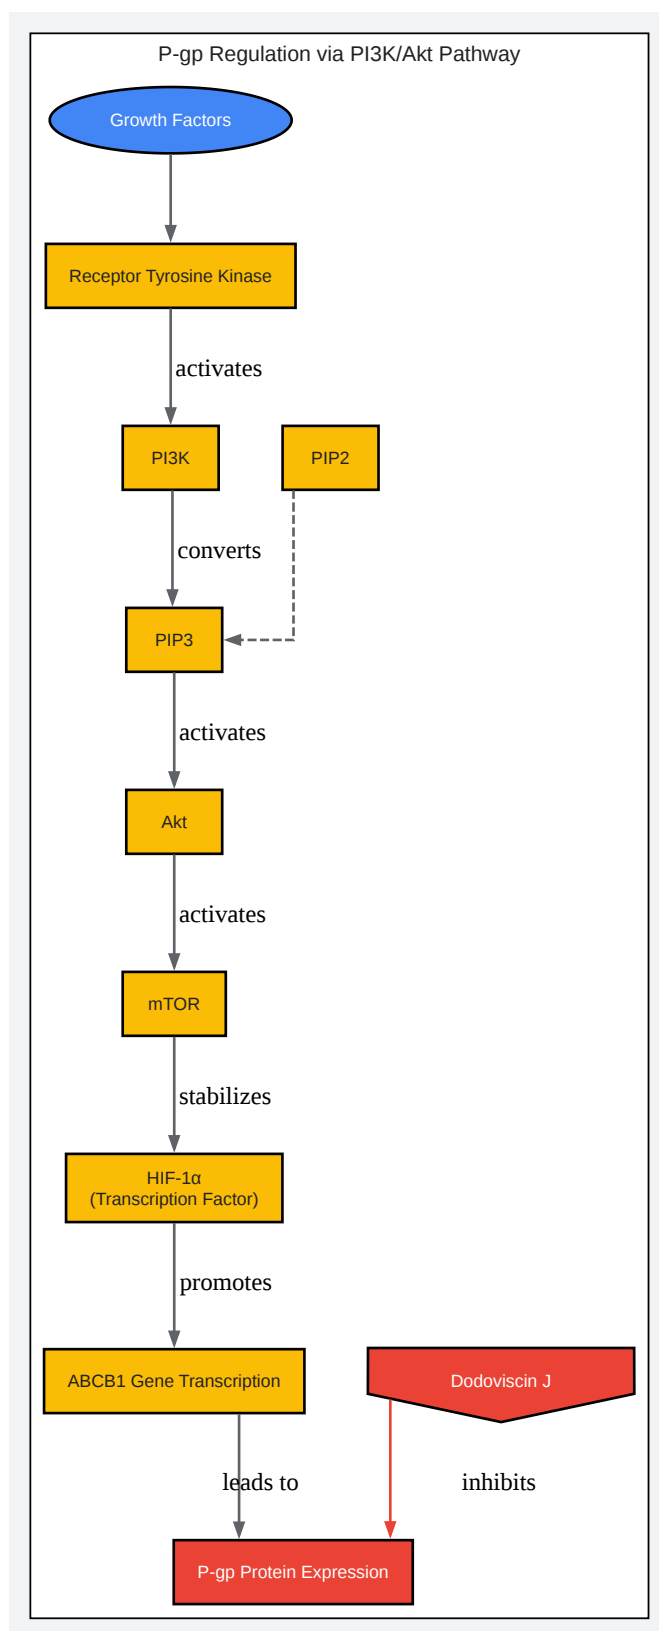 P-gp Regulation via PI3K/Akt Pathway
Growth Factors
Receptor Tyrosine Kinase
activates
PI3K
PIP2
converts
PIP3
activates
Akt
activates
mTOR
stabilizes
HIF-1α
(Transcription Factor)
promotes
ABCB1 Gene Transcription
Dodoviscin J
leads to
inhibits
P-gp Protein Expression